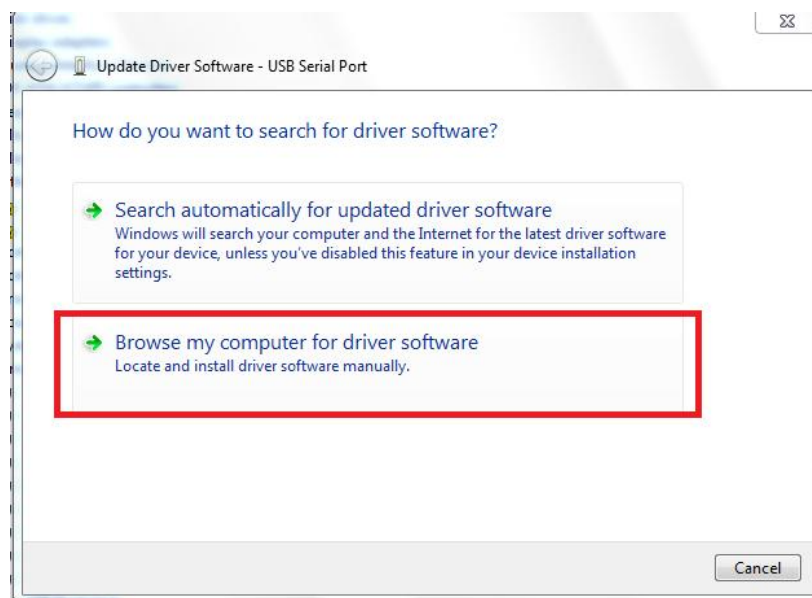 Update Driver Software - USB Serial Port
How do you want to search for driver software?
Search automatically for updated driver software
Windows will search your computer and the Internet for the latest driver software
for your device, unless you've disabled this feature in your device installation
settings.
Browse my computer for driver software
Locate and install driver software manually.
Cancel